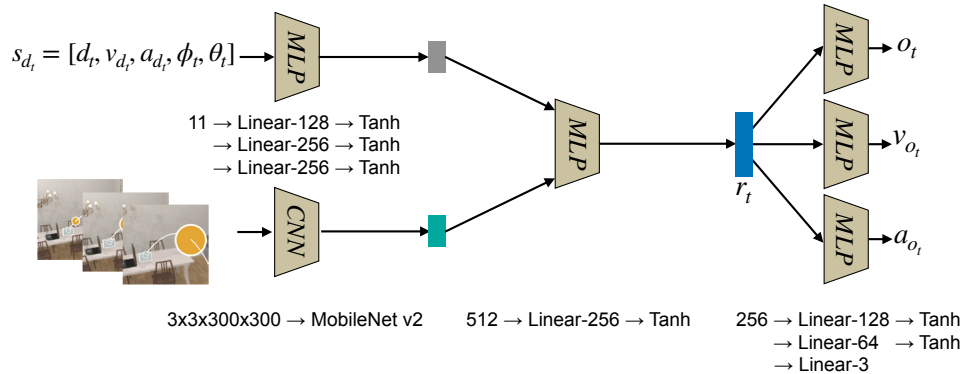 s_{d_t} = [d_t, v_{d_t}, a_{d_t}, ϕ_t, θ_t]
MLP
11 → Linear-128 → Tanh
→ Linear-256 → Tanh
→ Linear-256 → Tanh
CNN
3x3x300x300 → MobileNet v2
MLP
512 → Linear-256 → Tanh
r_t
MLP
o_t
MLP
v_{o_t}
MLP
a_{o_t}
256 → Linear-128 → Tanh
→ Linear-64 → Tanh
→ Linear-3